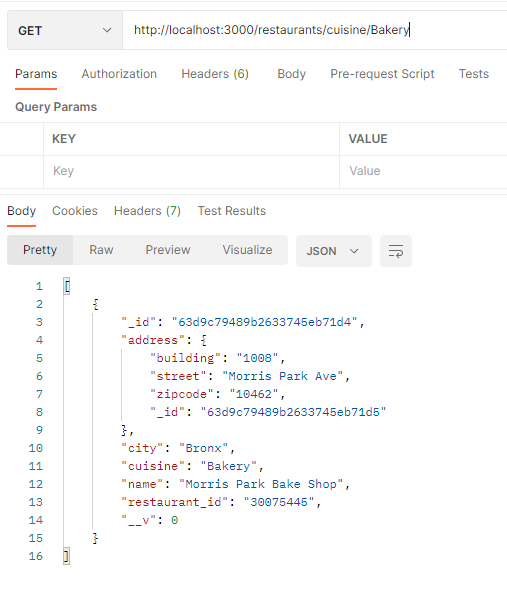 GET http://localhost:3000/restaurants/cuisine/Bakery
Params Authorization Headers (6) Body Pre-request Script Tests
Query Params
KEY VALUE
Key Value
Body Cookies Headers (7) Test Results
Pretty Raw Preview Visualize JSON
1 [
2 {
3 "_id": "63d9c79489b2633745eb71d4",
4 "address": {
5 "building": "1008",
6 "street": "Morris Park Ave",
7 "zipcode": "10462",
8 "_id": "63d9c79489b2633745eb71d5"
9 },
10 "city": "Bronx",
11 "cuisine": "Bakery",
12 "name": "Morris Park Bake Shop",
13 "restaurant_id": "30075445",
14 "__v": 0
15 }
16 ]